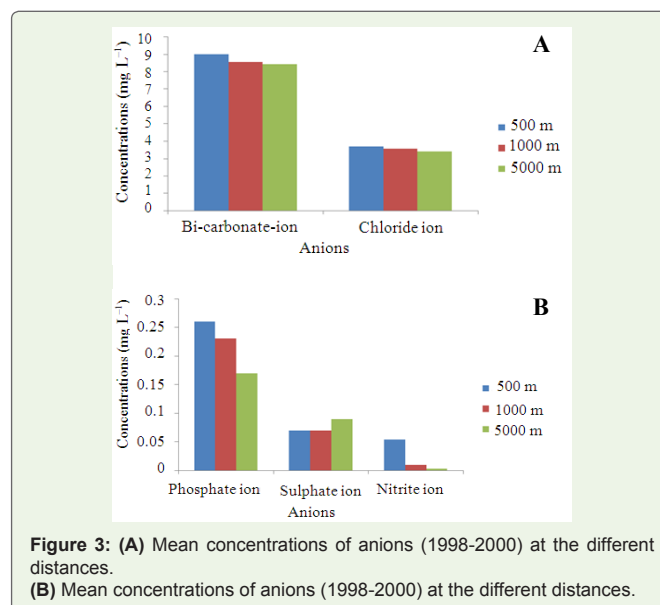 A
Concentrations (mg L⁻¹)
10
9
8
7
6
5
4
3
2
1
0
Bi-carbonate-ion Chloride ion
Anions
500 m
1000 m
5000 m
B
Concentrations (mg L⁻¹)
0.3
0.25
0.2
0.15
0.1
0.05
0
Phosphate ion Sulphate ion Nitrite ion
Anions
500 m
1000 m
5000 m
Figure 3: (A) Mean concentrations of anions (1998-2000) at the different
distances.
(B) Mean concentrations of anions (1998-2000) at the different distances.